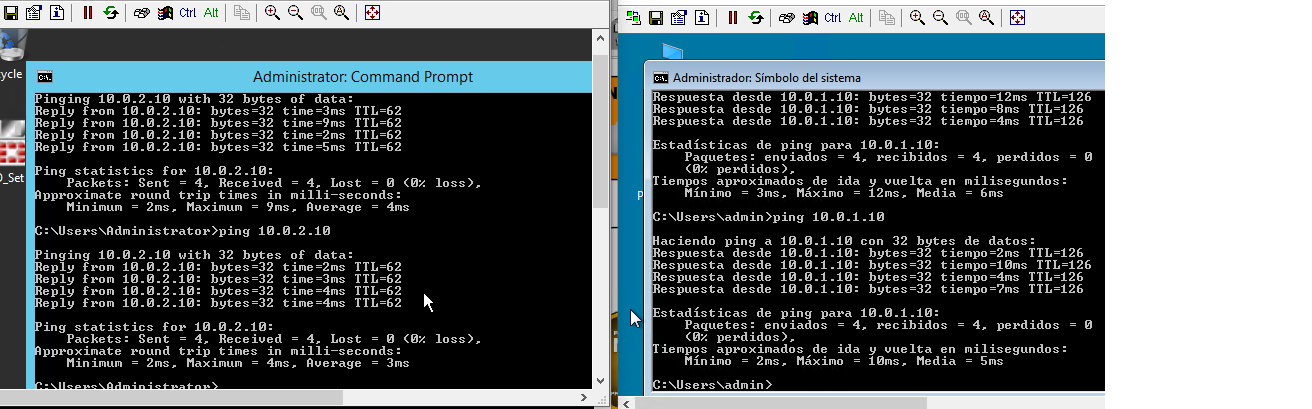 Ctrl Alt
cycle
D_Set
Administrator: Command Prompt
Pinging 10.0.2.10 with 32 bytes of data:
Reply from 10.0.2.10: bytes=32 time=3ms TTL=62
Reply from 10.0.2.10: bytes=32 time=9ms TTL=62
Reply from 10.0.2.10: bytes=32 time=2ms TTL=62
Reply from 10.0.2.10: bytes=32 time=5ms TTL=62
Ping statistics for 10.0.2.10:
Packets: Sent = 4, Received = 4, Lost = 0 (0% loss),
Approximate round trip times in milli-seconds:
Minimum = 2ms, Maximum = 9ms, Average = 4ms
C:\Users\Administrator>ping 10.0.2.10
Pinging 10.0.2.10 with 32 bytes of data:
Reply from 10.0.2.10: bytes=32 time=2ms TTL=62
Reply from 10.0.2.10: bytes=32 time=3ms TTL=62
Reply from 10.0.2.10: bytes=32 time=4ms TTL=62
Reply from 10.0.2.10: bytes=32 time=4ms TTL=62
Ping statistics for 10.0.2.10:
Packets: Sent = 4, Received = 4, Lost = 0 (0% loss),
Approximate round trip times in milli-seconds:
Minimum = 2ms, Maximum = 4ms, Average = 3ms
C:\Users\Administrator>
Ctrl Alt
Administrador: Símbolo del sistema
Respuesta desde 10.0.1.10: bytes=32 tiempo=12ms TTL=126
Respuesta desde 10.0.1.10: bytes=32 tiempo=8ms TTL=126
Respuesta desde 10.0.1.10: bytes=32 tiempo=4ms TTL=126
Estadísticas de ping para 10.0.1.10:
Paquetes: enviados = 4, recibidos = 4, perdidos = 0
(0% perdidos),
Tiempos aproximados de ida y vuelta en milisegundos:
Mínimo = 3ms, Máximo = 12ms, Media = 6ms
C:\Users\admin>ping 10.0.1.10
Haciendo ping a 10.0.1.10 con 32 bytes de datos:
Respuesta desde 10.0.1.10: bytes=32 tiempo=2ms TTL=126
Respuesta desde 10.0.1.10: bytes=32 tiempo=10ms TTL=126
Respuesta desde 10.0.1.10: bytes=32 tiempo=4ms TTL=126
Respuesta desde 10.0.1.10: bytes=32 tiempo=7ms TTL=126
Estadísticas de ping para 10.0.1.10:
Paquetes: enviados = 4, recibidos = 4, perdidos = 0
(0% perdidos),
Tiempos aproximados de ida y vuelta en milisegundos:
Mínimo = 2ms, Máximo = 10ms, Media = 5ms
C:\Users\admin>